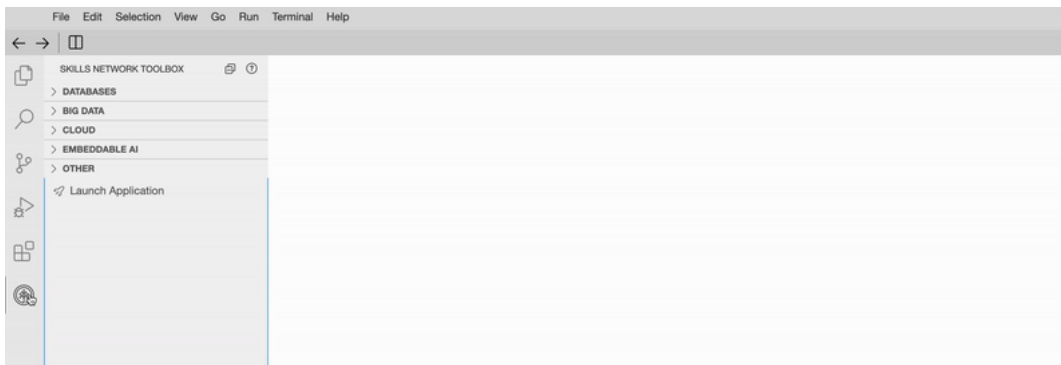 File Edit Selection View Go Run Terminal Help
SKILLS NETWORK TOOLBOX
DATABASES
BIG DATA
CLOUD
EMBEDDABLE AI
OTHER
Launch Application